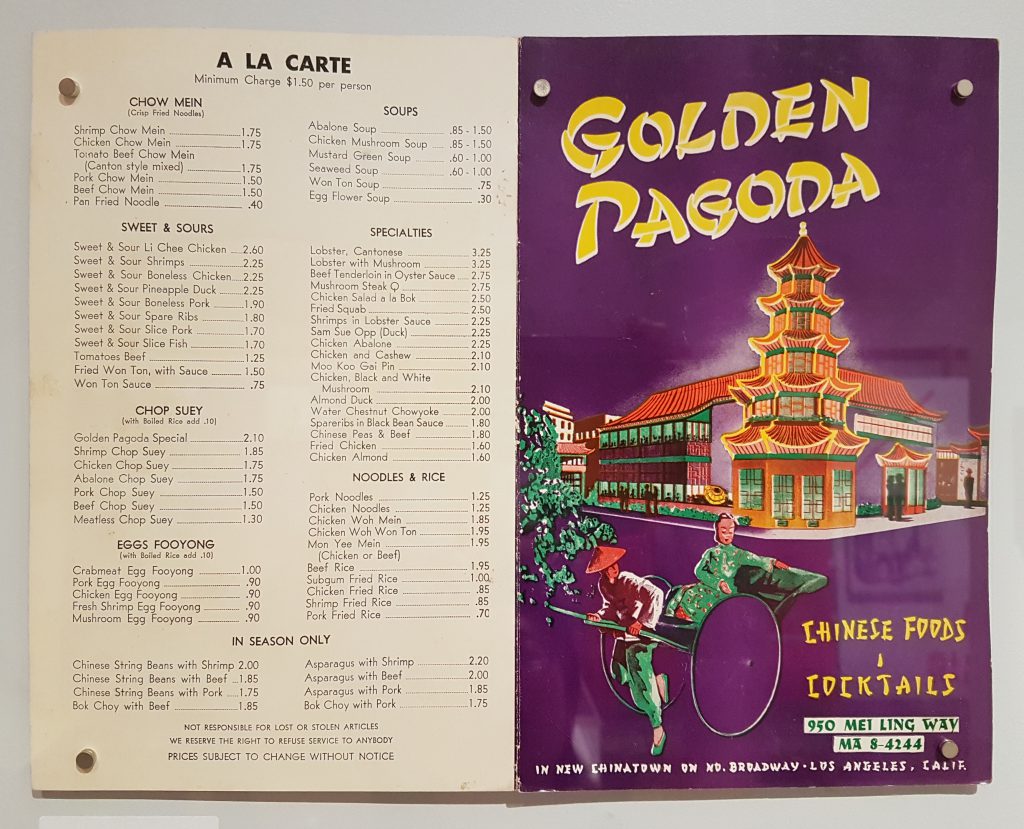 A LA CARTE
Minimum Charge $1.50 per person
CHOW MEIN
(Crisp Fried Noodles)
Shrimp Chow Mein 1.75
Chicken Chow Mein 1.75
Tomato Beef Chow Mein
(Canton style mixed) 1.75
Pork Chow Mein 1.50
Beef Chow Mein 1.50
Pan Fried Noodle .40
SWEET & SOURS
Sweet & Sour Li Chee Chicken 2.60
Sweet & Sour Shrimps 2.25
Sweet & Sour Boneless Chicken 2.25
Sweet & Sour Pineapple Duck 2.25
Sweet & Sour Boneless Pork 1.90
Sweet & Sour Spare Ribs 1.80
Sweet & Sour Slice Pork 1.70
Sweet & Sour Slice Fish 1.70
Tomatoes Beef 1.25
Fried Won Ton, with Sauce 1.50
Won Ton Sauce .75
CHOP SUEY
(with Boiled Rice add .10)
Golden Pagoda Special 2.10
Shrimp Chop Suey 1.85
Chicken Chop Suey 1.75
Abalone Chop Suey 1.75
Pork Chop Suey 1.50
Beef Chop Suey 1.50
Meatless Chop Suey 1.30
EGGS FOOYONG
(with Boiled Rice add .10)
Crabmeat Egg Fooyong 1.00
Pork Egg Fooyong .90
Chicken Egg Fooyong .90
Fresh Shrimp Egg Fooyong .90
Mushroom Egg Fooyong .90
SOUPS
Abalone Soup .85 - 1.50
Chicken Mushroom Soup .85 - 1.50
Mustard Green Soup .60 - 1.00
Seaweed Soup .60 - 1.00
Won Ton Soup .75
Egg Flower Soup .30
SPECIALTIES
Lobster, Cantonese 3.25
Lobster with Mushroom 3.25
Beef Tenderloin in Oyster Sauce 2.75
Mushroom Steak Q 2.75
Chicken Salad a la Bok 2.50
Fried Squab 2.50
Shrimps in Lobster Sauce 2.25
Sam Sue Opp (Duck) 2.25
Chicken Abalone 2.25
Chicken and Cashew 2.10
Moo Koo Gai Pin 2.10
Chicken, Black and White
Mushroom 2.10
Almond Duck 2.00
Water Chestnut Chowyoke 2.00
Spareribs in Black Bean Sauce 1.80
Chinese Peas & Beef 1.80
Fried Chicken 1.60
Chicken Almond 1.60
NOODLES & RICE
Pork Noodles 1.25
Chicken Noodles 1.25
Chicken Woh Mein 1.85
Chicken Woh Won Ton 1.95
Mon Yee Mein 1.95
(Chicken or Beef)
Beef Rice 1.95
Subgum Fried Rice 1.00
Chicken Fried Rice .85
Shrimp Fried Rice .85
Pork Fried Rice .70
IN SEASON ONLY
Chinese String Beans with Shrimp 2.00
Chinese String Beans with Beef 1.85
Chinese String Beans with Pork 1.75
Bok Choy with Beef 1.85
Asparagus with Shrimp 2.20
Asparagus with Beef 2.00
Asparagus with Pork 1.85
Bok Choy with Pork 1.75
NOT RESPONSIBLE FOR LOST OR STOLEN ARTICLES
WE RESERVE THE RIGHT TO REFUSE SERVICE TO ANYBODY
PRICES SUBJECT TO CHANGE WITHOUT NOTICE
GOLDEN
PAGODA
CHINESE FOODS
&
COCKTAILS
950 MEI LING WAY
MA 8-4244
IN NEW CHINATOWN ON NO. BROADWAY · LOS ANGELES, CALIF.